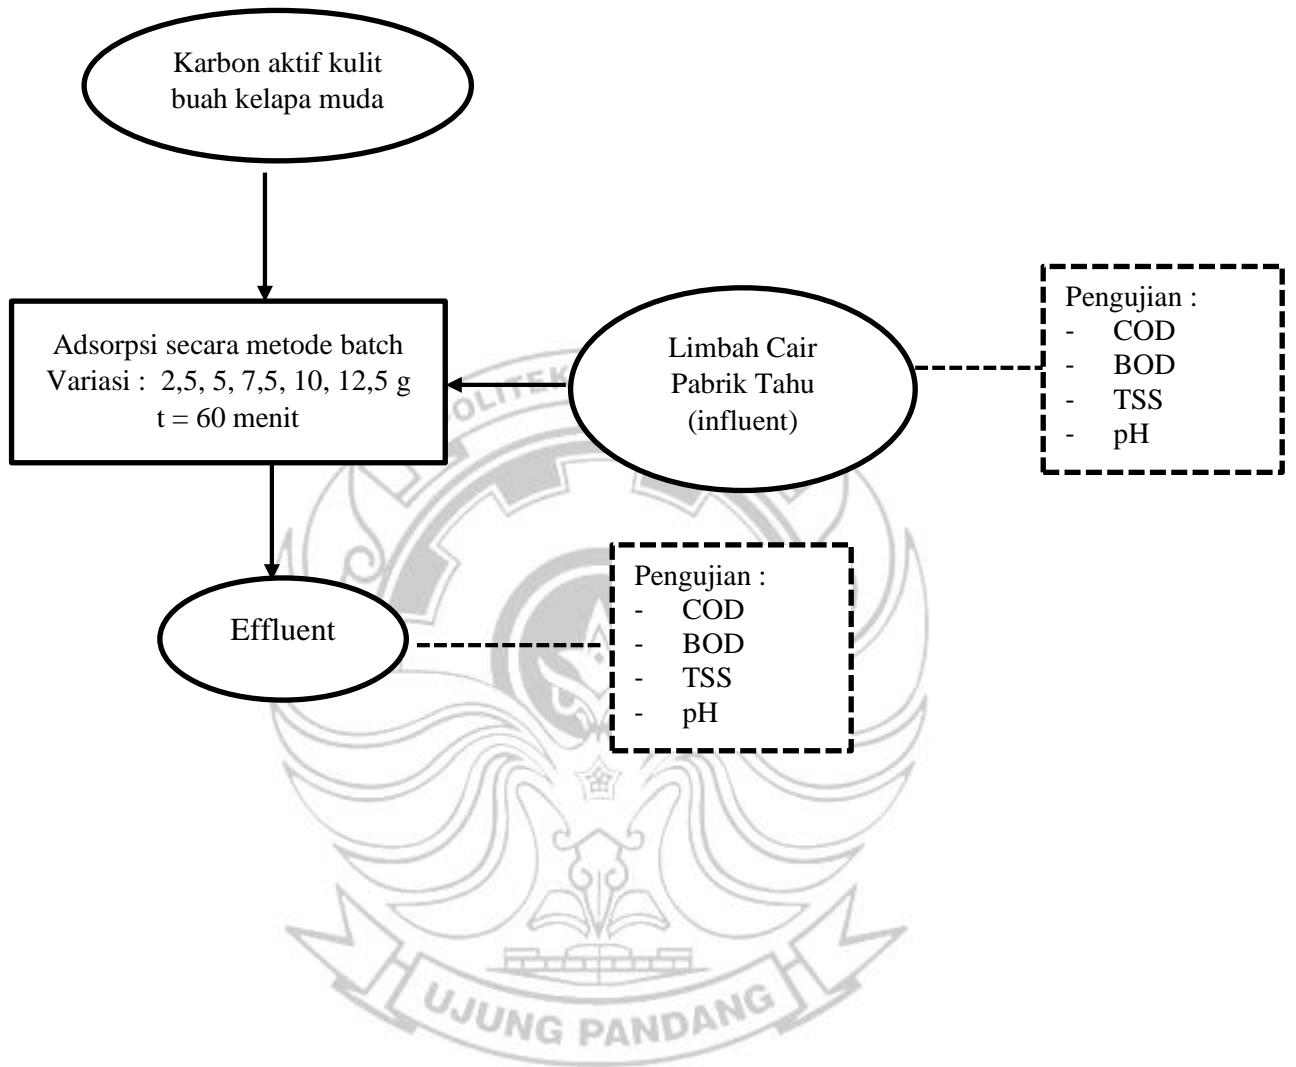 Karbon aktif kulit
buah kelapa muda
Adsorpsi secara metode batch
Variasi : 2,5, 5, 7,5, 10, 12,5 g
t = 60 menit
Limbah Cair
Pabrik Tahu
(influent)
Pengujian :
- COD
- BOD
- TSS
- pH
Effluent
Pengujian :
- COD
- BOD
- TSS
- pH
UJUNG PANDANG